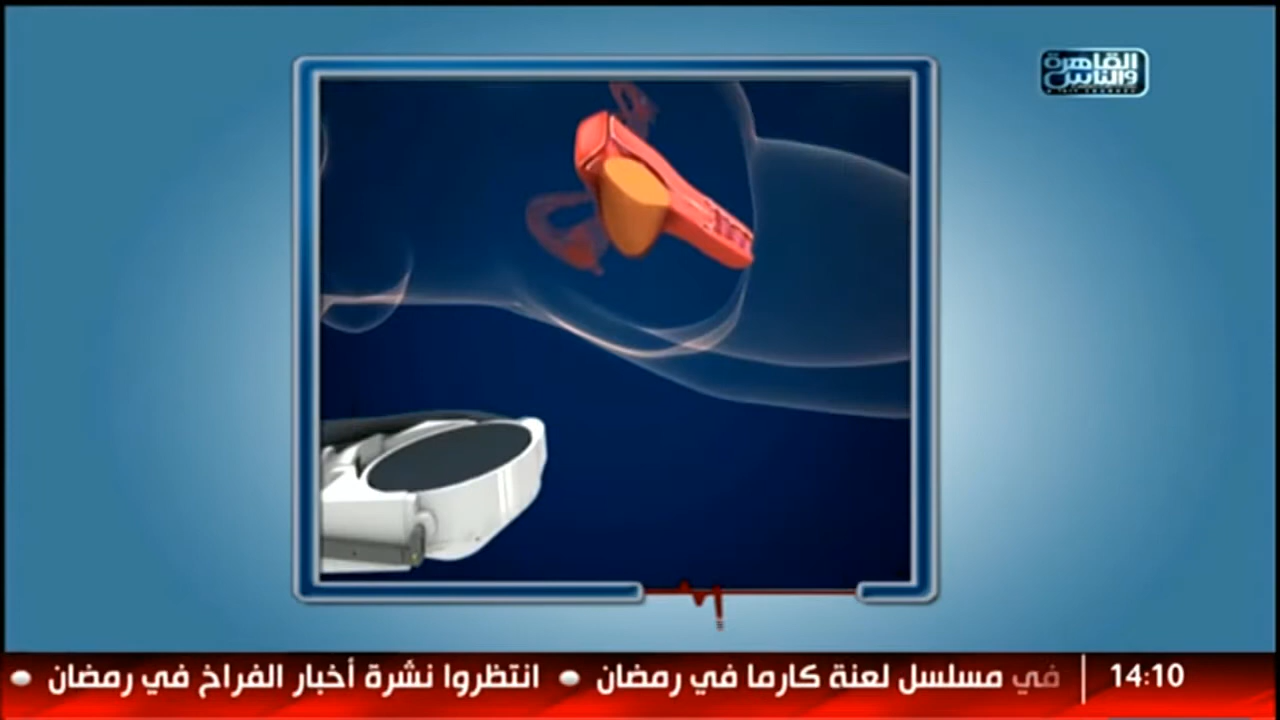 القاهرة
والناس
14:10
في مسلسل لعنة كارما في رمضان ● انتظروا نشرة أخبار الفراخ في رمضان ●